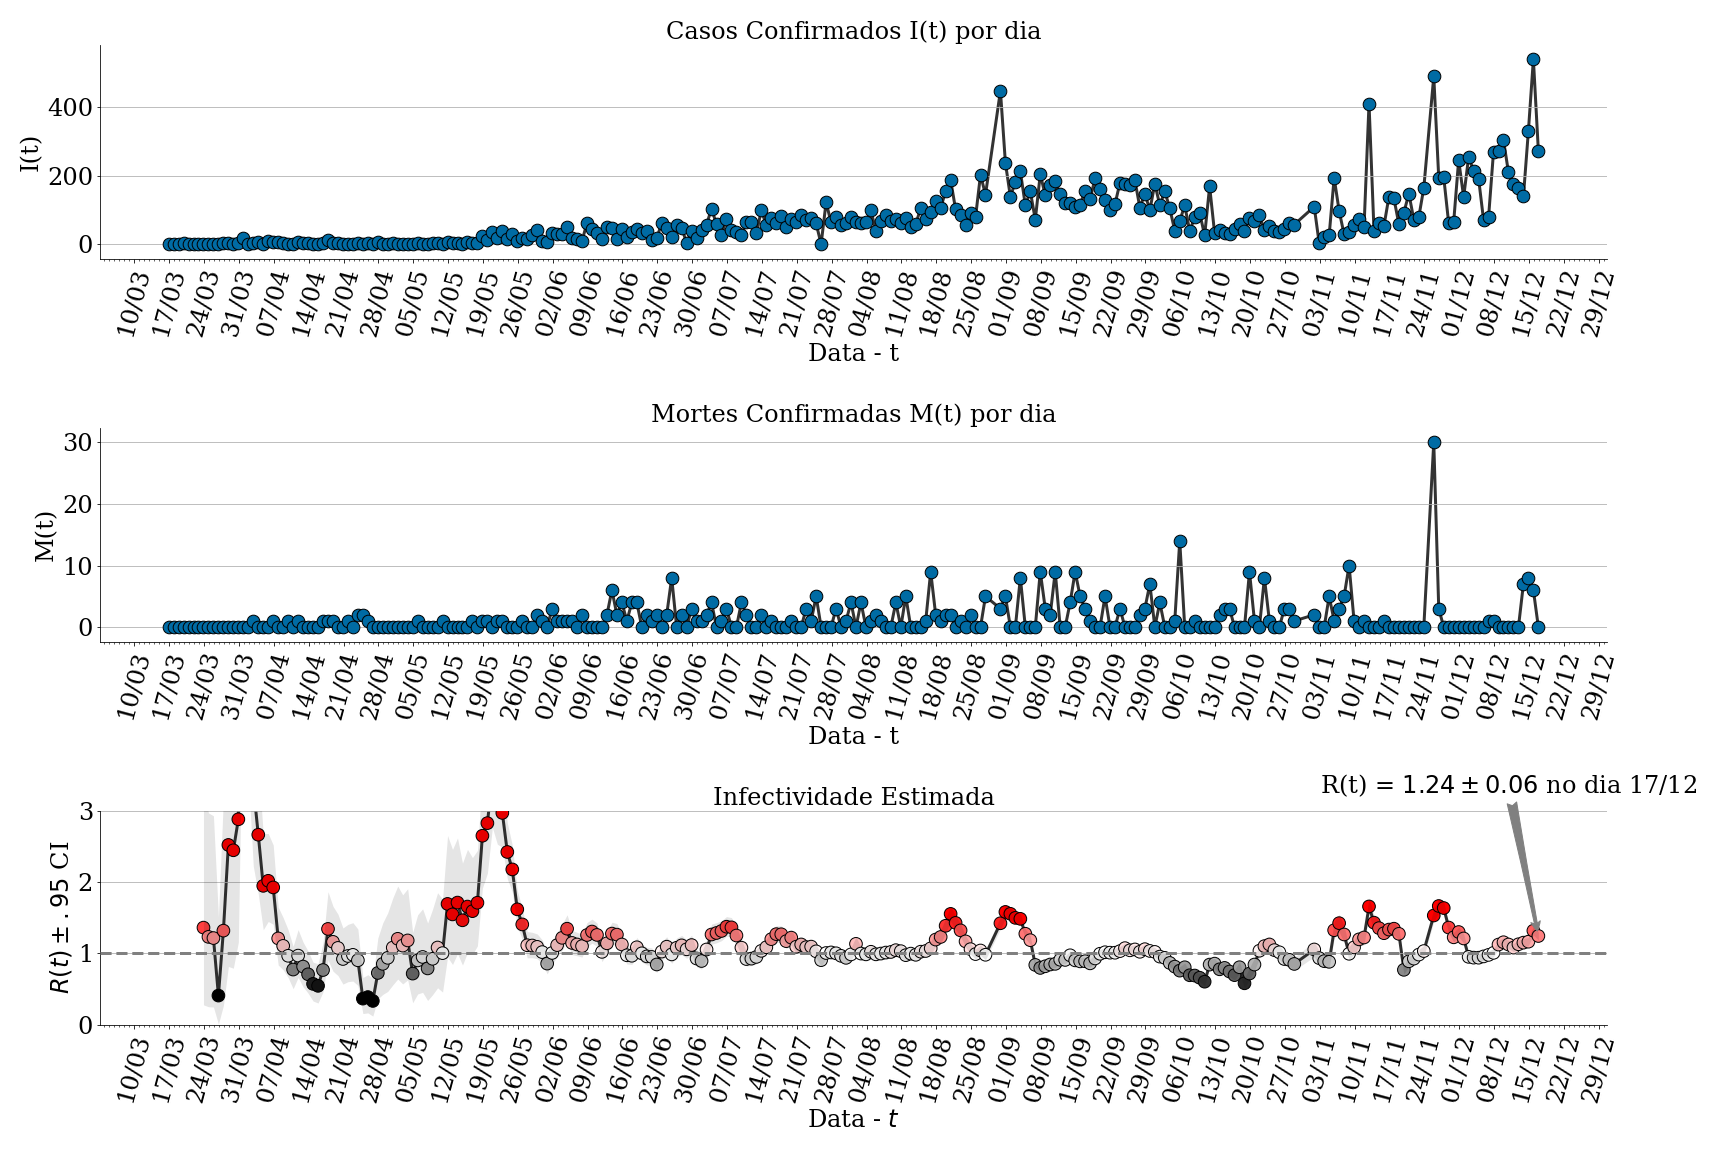 Casos Confirmados I(t) por dia
I(t)
400
200
0
10/03 17/03 24/03 31/03 07/04 14/04 21/04 28/04 05/05 12/05 19/05 26/05 02/06 09/06 16/06 23/06 30/06 07/07 14/07 21/07 28/07 04/08 11/08 18/08 25/08 01/09 08/09 15/09 22/09 29/09 06/10 13/10 20/10 27/10 03/11 10/11 17/11 24/11 01/12 08/12 15/12 22/12 29/12
Data - t
Mortes Confirmadas M(t) por dia
M(t)
30
20
10
0
10/03 17/03 24/03 31/03 07/04 14/04 21/04 28/04 05/05 12/05 19/05 26/05 02/06 09/06 16/06 23/06 30/06 07/07 14/07 21/07 28/07 04/08 11/08 18/08 25/08 01/09 08/09 15/09 22/09 29/09 06/10 13/10 20/10 27/10 03/11 10/11 17/11 24/11 01/12 08/12 15/12 22/12 29/12
Data - t
R(t) = 1.24 ± 0.06 no dia 17/12
Infectividade Estimada
R(t) ± .95 CI
3
2
1
0
10/03 17/03 24/03 31/03 07/04 14/04 21/04 28/04 05/05 12/05 19/05 26/05 02/06 09/06 16/06 23/06 30/06 07/07 14/07 21/07 28/07 04/08 11/08 18/08 25/08 01/09 08/09 15/09 22/09 29/09 06/10 13/10 20/10 27/10 03/11 10/11 17/11 24/11 01/12 08/12 15/12 22/12 29/12
Data - t